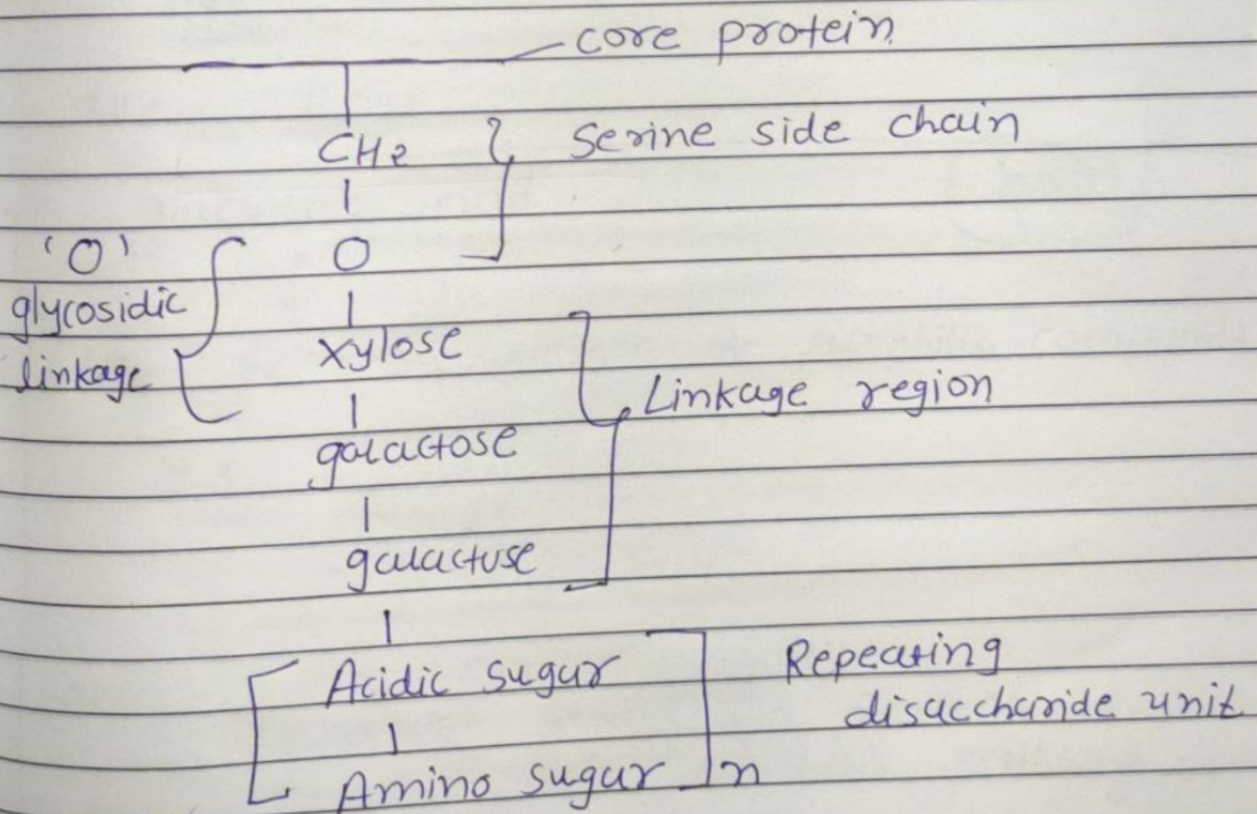 core protein
CH2 Serine side chain
'O' O
glycosidic
xylose
linkage
Linkage region
galactose
galactose
Acidic sugar Repeating
disaccharide unit
Amino sugar n